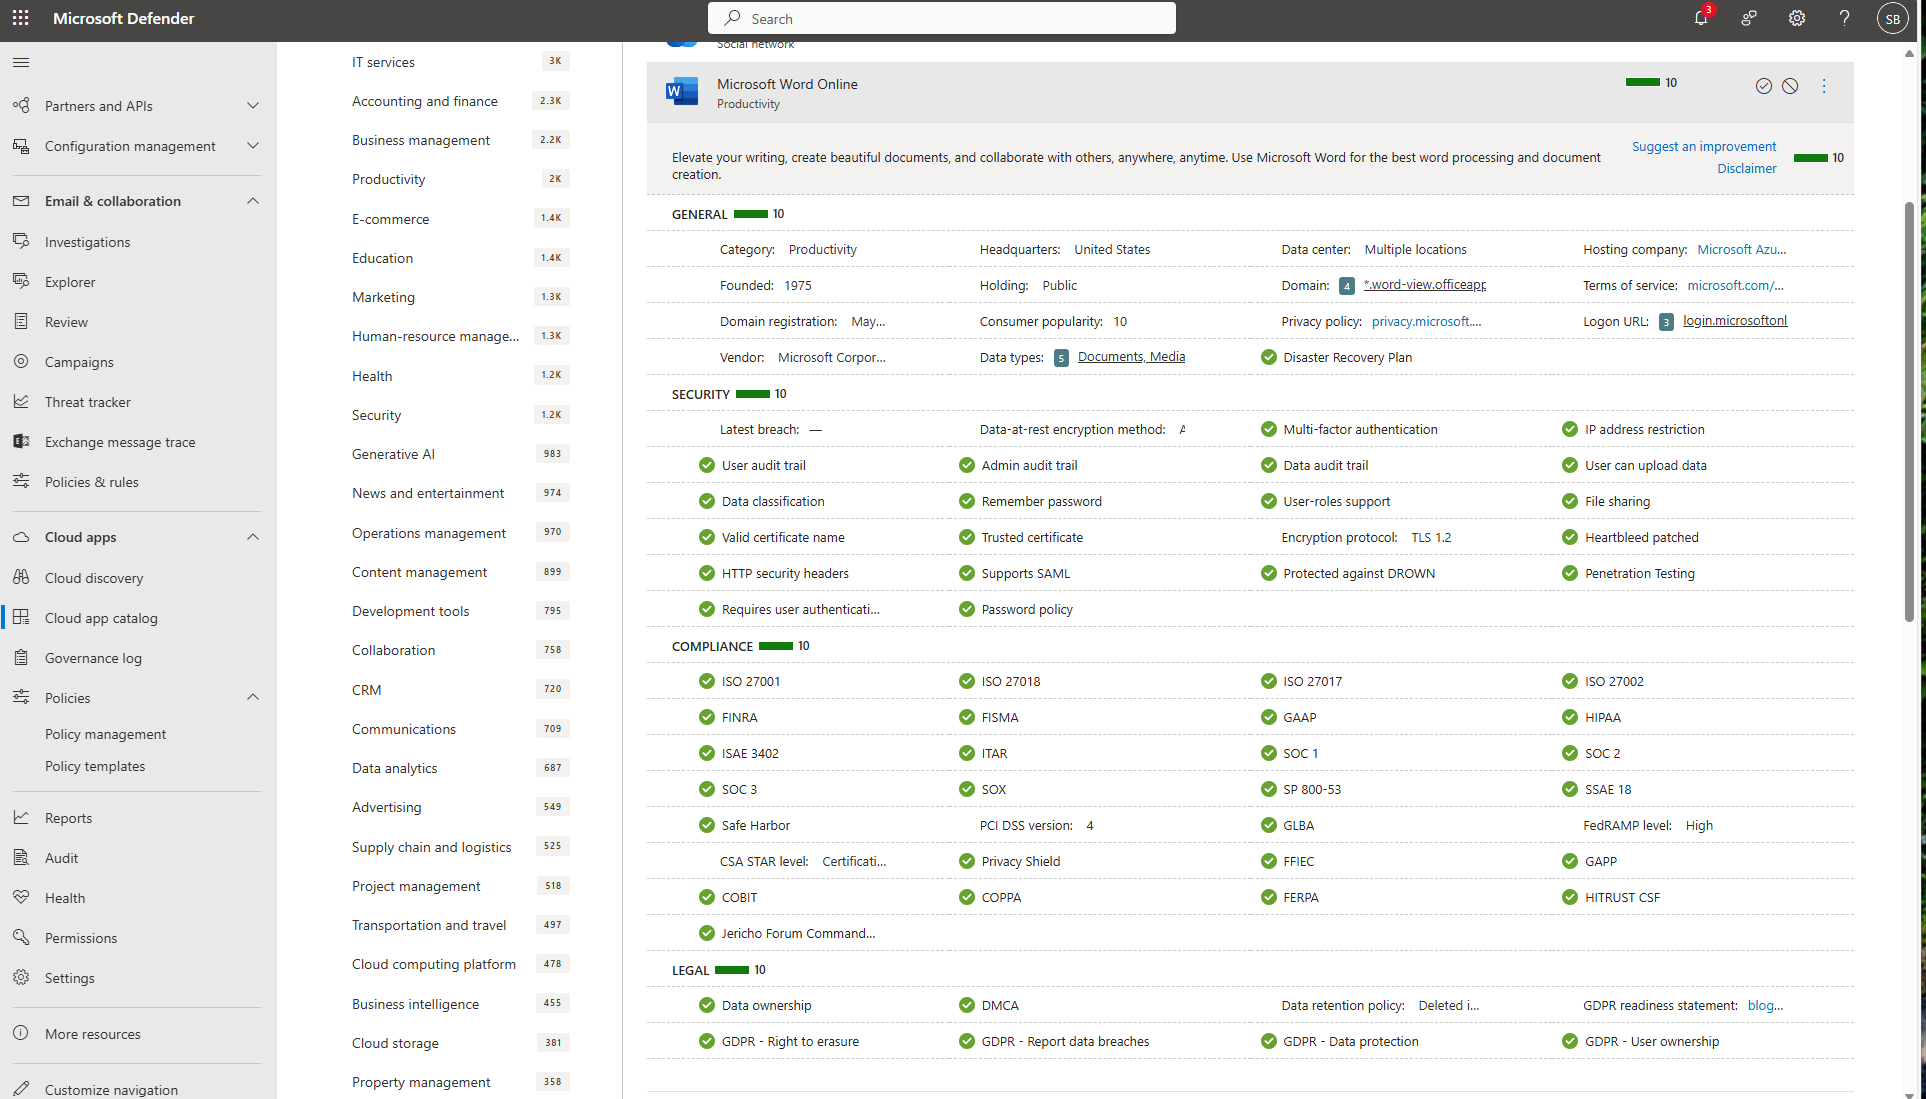 Microsoft Defender
Search
3
SB
Partners and APIs
Configuration management
Email & collaboration
Investigations
Explorer
Review
Campaigns
Threat tracker
Exchange message trace
Policies & rules
Cloud apps
Cloud discovery
Cloud app catalog
Governance log
Policies
Policy management
Policy templates
Reports
Audit
Health
Permissions
Settings
More resources
Customize navigation
IT services 3K
Accounting and finance 2.3K
Business management 2.2K
Productivity 2K
E-commerce 1.4K
Education 1.4K
Marketing 1.3K
Human-resource manage... 1.3K
Health 1.2K
Security 1.2K
Generative AI 983
News and entertainment 974
Operations management 970
Content management 899
Development tools 795
Collaboration 758
CRM 720
Communications 709
Data analytics 687
Advertising 549
Supply chain and logistics 525
Project management 518
Transportation and travel 497
Cloud computing platform 478
Business intelligence 455
Cloud storage 381
Property management 358
Social network
W
Microsoft Word Online 10
Productivity
Elevate your writing, create beautiful documents, and collaborate with others, anywhere, anytime. Use Microsoft Word for the best word processing and document
creation.
Suggest an improvement
Disclaimer
10
GENERAL 10
Category: Productivity Headquarters: United States Data center: Multiple locations Hosting company: Microsoft Azu...
Founded: 1975 Holding: Public Domain: 4 *.word-view.officeapp Terms of service: microsoft.com/...
Domain registration: May... Consumer popularity: 10 Privacy policy: privacy.microsoft.... Logon URL: 3 login.microsoftonl
Vendor: Microsoft Corpor... Data types: 5 Documents, Media Disaster Recovery Plan
SECURITY 10
Latest breach: — Data-at-rest encryption method: Multi-factor authentication IP address restriction
User audit trail Admin audit trail Data audit trail User can upload data
Data classification Remember password User-roles support File sharing
Valid certificate name Trusted certificate Encryption protocol: TLS 1.2 Heartbleed patched
HTTP security headers Supports SAML Protected against DROWN Penetration Testing
Requires user authenticati... Password policy
COMPLIANCE 10
ISO 27001 ISO 27018 ISO 27017 ISO 27002
FINRA FISMA GAAP HIPAA
ISAE 3402 ITAR SOC 1 SOC 2
SOC 3 SOX SP 800-53 SSAE 18
Safe Harbor PCI DSS version: 4 GLBA FedRAMP level: High
CSA STAR level: Certificati... Privacy Shield FFIEC GAPP
COBIT COPPA FERPA HITRUST CSF
Jericho Forum Command...
LEGAL 10
Data ownership DMCA Data retention policy: Deleted i... GDPR readiness statement: blog...
GDPR - Right to erasure GDPR - Report data breaches GDPR - Data protection GDPR - User ownership